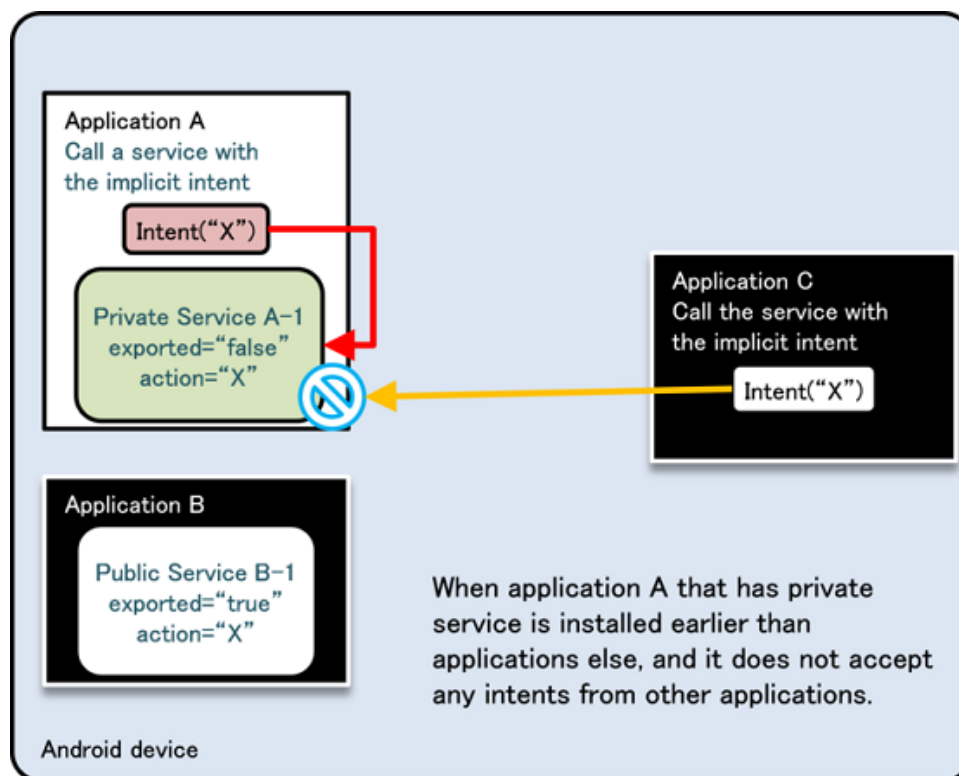 Application A
Call a service with
the implicit intent
Intent(“X”)
Private Service A-1
exported=“false”
action=“X”
Application C
Call the service with
the implicit intent
Intent(“X”)
Application B
Public Service B-1
exported=“true”
action=“X”
When application A that has private
service is installed earlier than
applications else, and it does not accept
any intents from other applications.
Android device